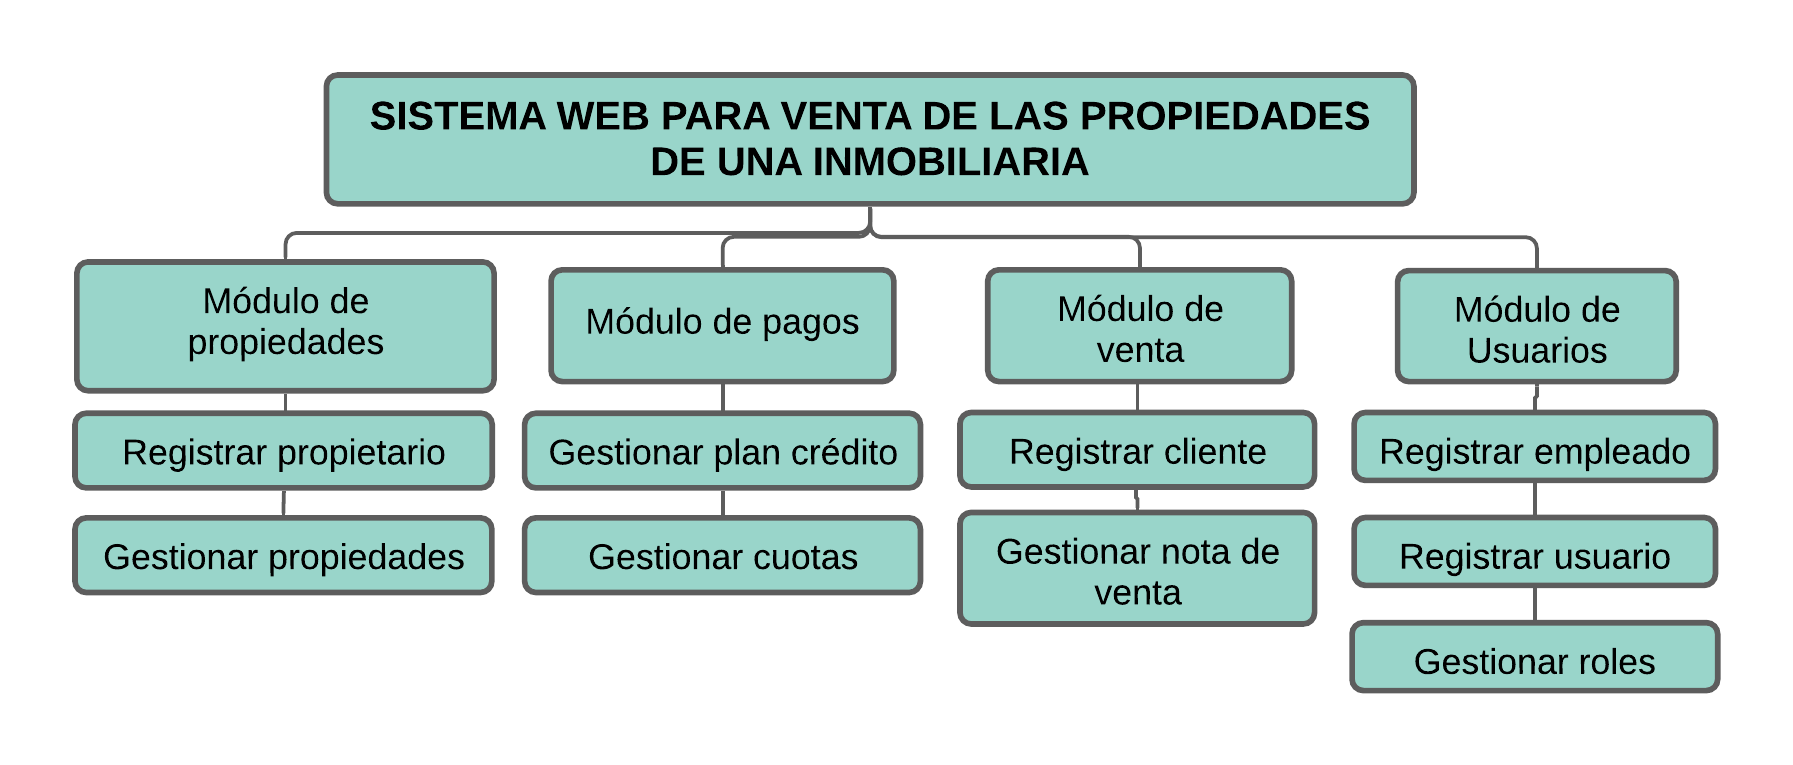 SISTEMA WEB PARA VENTA DE LAS PROPIEDADES
DE UNA INMOBILIARIA
Módulo de
propiedades
Registrar propietario
Gestionar propiedades
Módulo de pagos
Gestionar plan crédito
Gestionar cuotas
Módulo de
venta
Registrar cliente
Gestionar nota de
venta
Módulo de
Usuarios
Registrar empleado
Registrar usuario
Gestionar roles